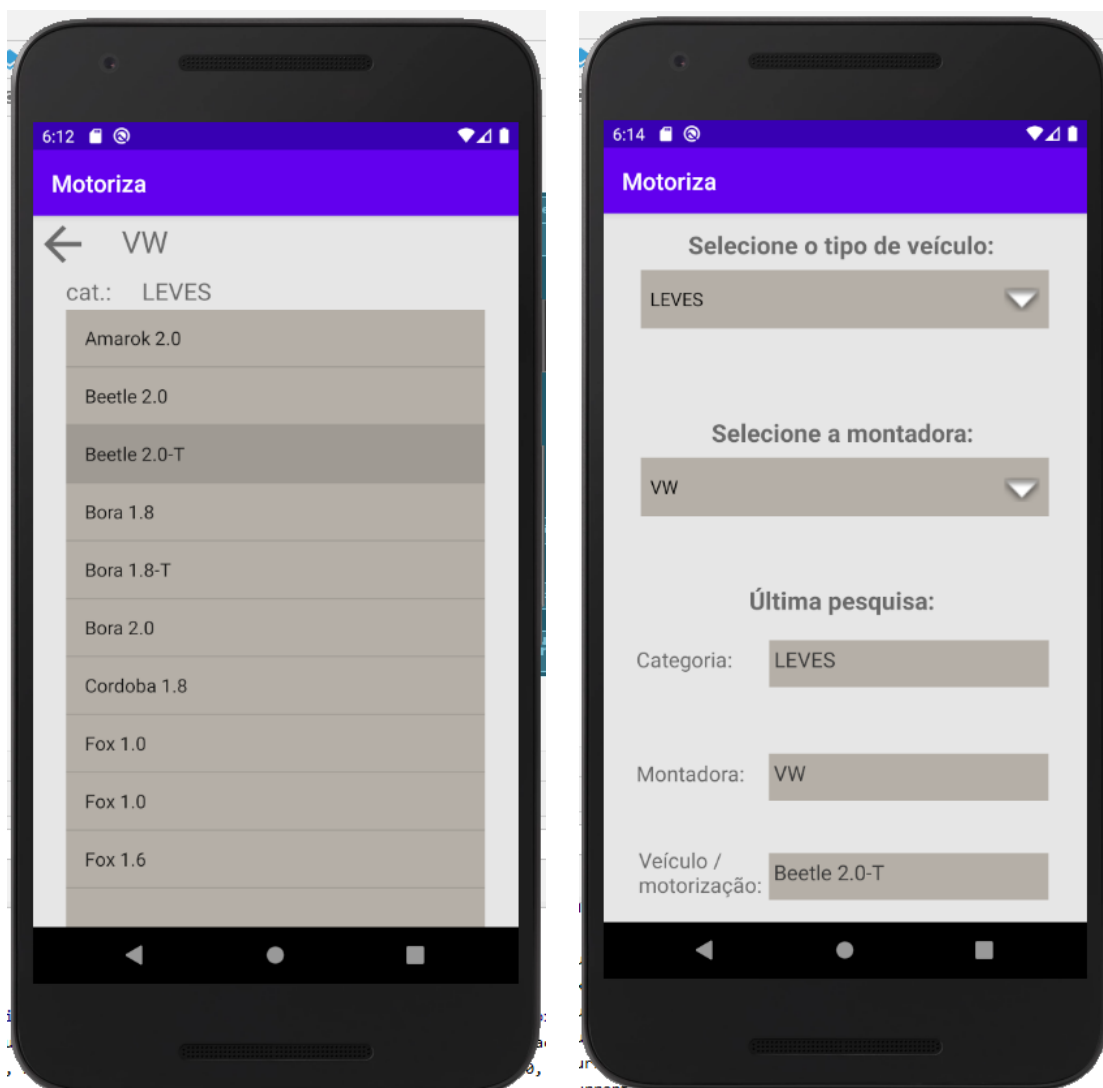 6:12
Motoriza
VW
cat.: LEVES
Amarok 2.0
Beetle 2.0
Beetle 2.0-T
Bora 1.8
Bora 1.8-T
Bora 2.0
Cordoba 1.8
Fox 1.0
Fox 1.0
Fox 1.6
6:14
Motoriza
Selecione o tipo de veículo:
LEVES
Selecione a montadora:
VW
Última pesquisa:
Categoria: LEVES
Montadora: VW
Veículo /
motorização: Beetle 2.0-T